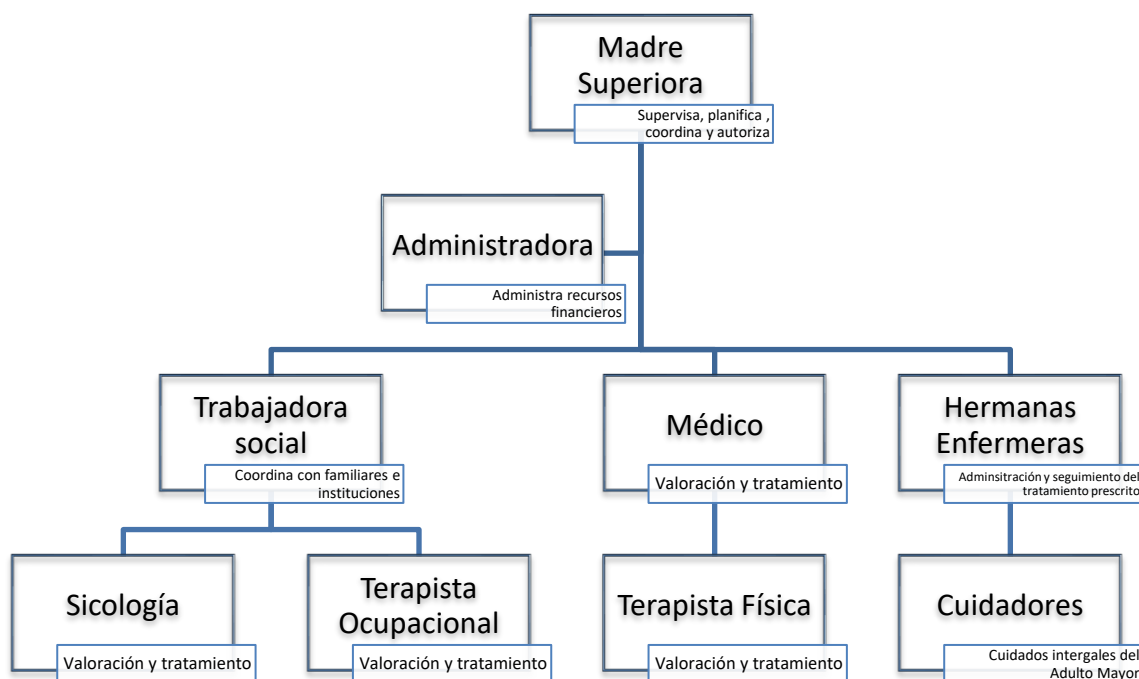 Madre
Superiora
Supervisa, planifica ,
coordina y autoriza
Administradora
Administra recursos
financieros
Trabajadora
social
Coordina con familiares e
instituciones
Médico
Valoración y tratamiento
Hermanas
Enfermeras
Adminsitración y seguimiento del
tratamiento prescrito
Sicología
Valoración y tratamiento
Terapista
Ocupacional
Valoración y tratamiento
Terapista Física
Valoración y tratamiento
Cuidadores
Cuidados intergales del
Adulto Mayor